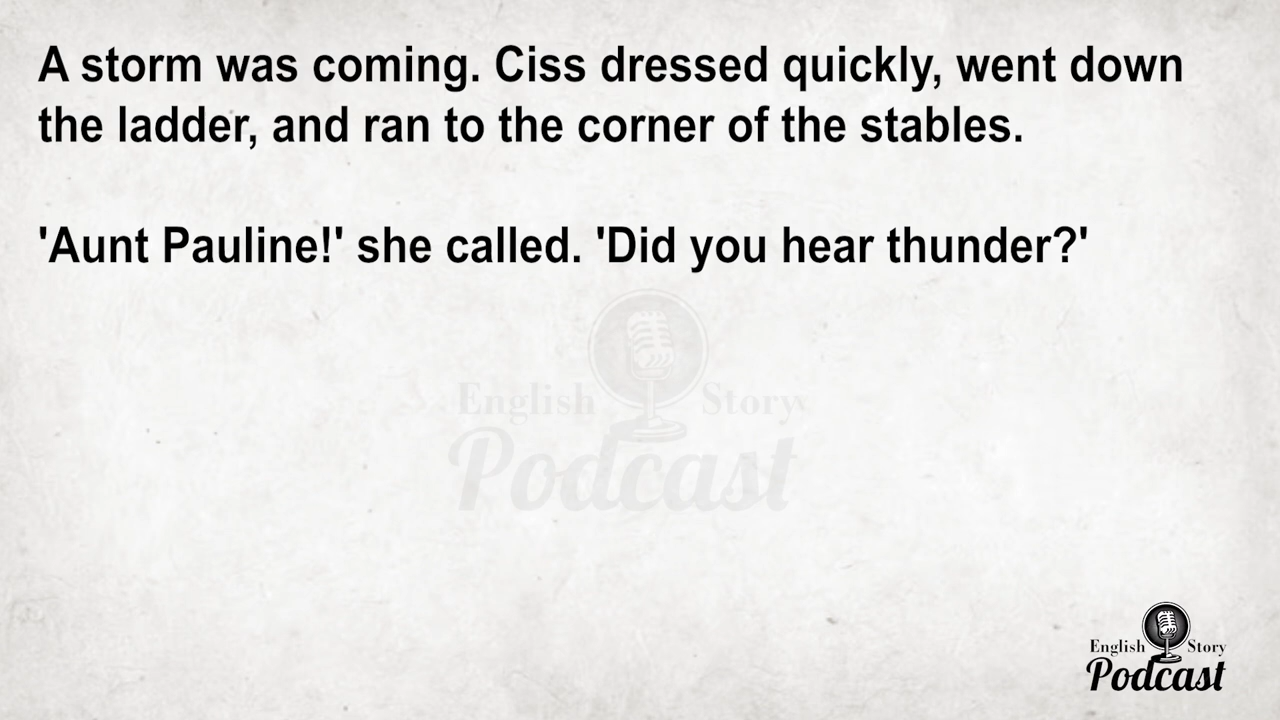 A storm was coming. Ciss dressed quickly, went down
the ladder, and ran to the corner of the stables.
'Aunt Pauline!' she called. 'Did you hear thunder?'
English Story
Podcast
English Story
Podcast